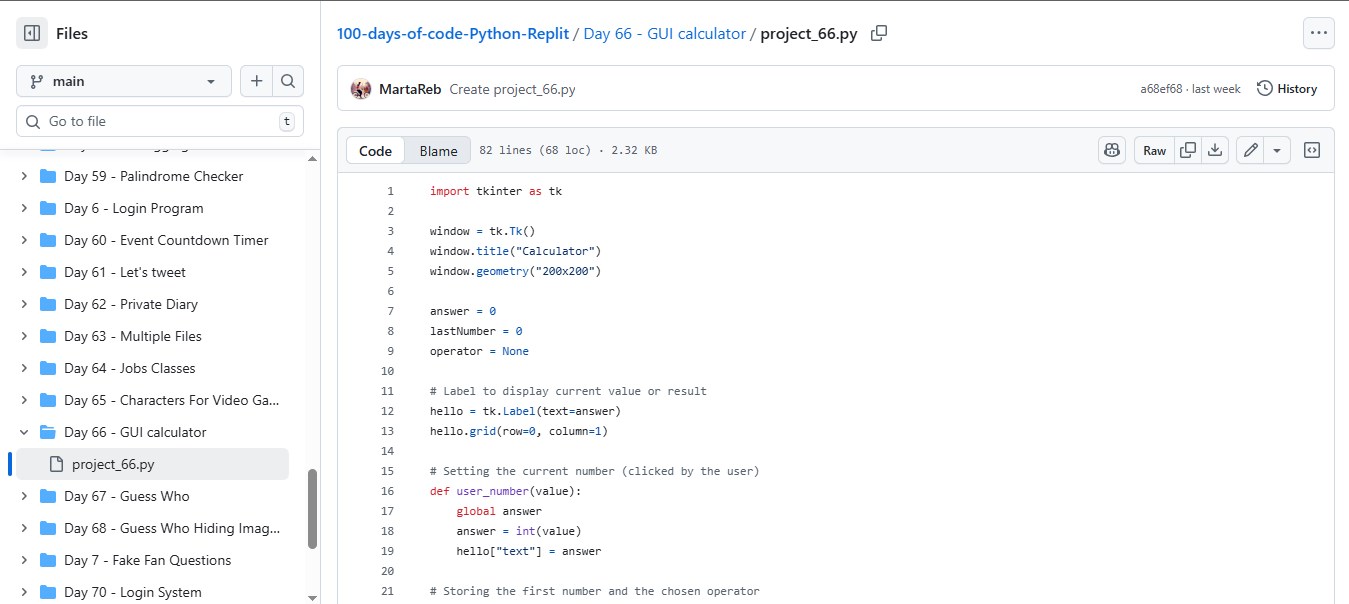 Files
main
Go to file
t
Day 59 - Palindrome Checker
Day 6 - Login Program
Day 60 - Event Countdown Timer
Day 61 - Let's tweet
Day 62 - Private Diary
Day 63 - Multiple Files
Day 64 - Jobs Classes
Day 65 - Characters For Video Ga...
Day 66 - GUI calculator
project_66.py
Day 67 - Guess Who
Day 68 - Guess Who Hiding Imag...
Day 7 - Fake Fan Questions
Day 70 - Login System
100-days-of-code-Python-Replit / Day 66 - GUI calculator / project_66.py
MartaReb Create project_66.py
a68ef68 · last week
History
Code
Blame
82 lines (68 loc) · 2.32 KB
Raw
1 import tkinter as tk
2
3 window = tk.Tk()
4 window.title("Calculator")
5 window.geometry("200x200")
6
7 answer = 0
8 lastNumber = 0
9 operator = None
10
11 # Label to display current value or result
12 hello = tk.Label(text=answer)
13 hello.grid(row=0, column=1)
14
15 # Setting the current number (clicked by the user)
16 def user_number(value):
17     global answer
18     answer = int(value)
19     hello["text"] = answer
20
21 # Storing the first number and the chosen operator